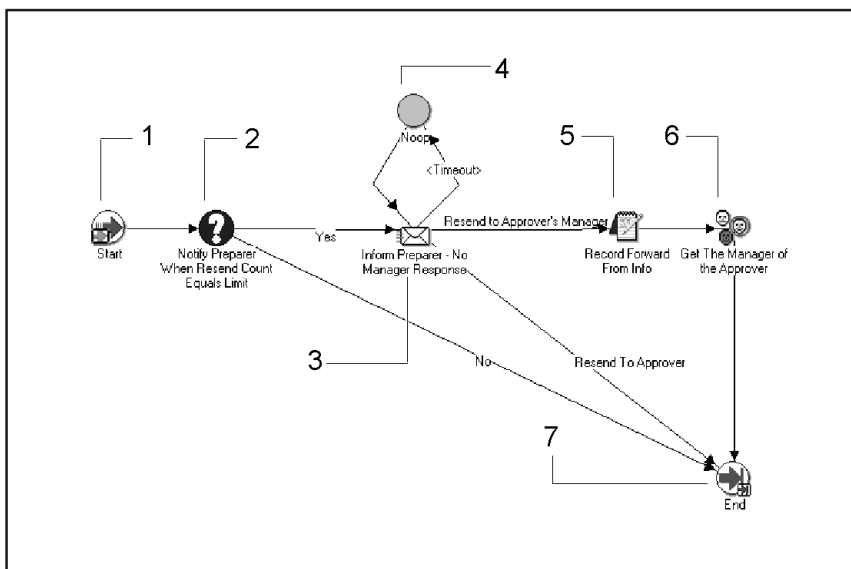 4
1
2
5
6
Noop
<Timeout>
Resend to Approver's Manager
Yes
Start
Notify Preparer
When Resend Count
Equals Limit
Inform Preparer - No
Manager Response
Record Forward
From Info
Get The Manager of
the Approver
3
No
Resend To Approver
7
End